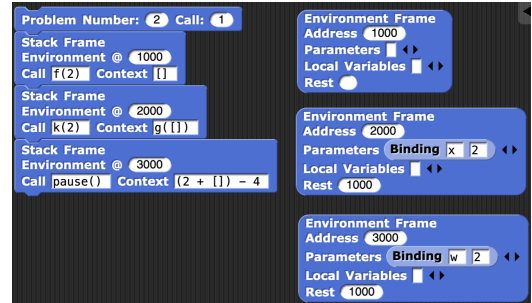 Problem Number: 2 Call: 1
Stack Frame
Environment @ 1000
Call f(2) Context []
Stack Frame
Environment @ 2000
Call k(2) Context g([])
Stack Frame
Environment @ 3000
Call pause() Context (2 + []) - 4
Environment Frame
Address 1000
Parameters
Local Variables
Rest
Environment Frame
Address 2000
Parameters Binding x 2
Local Variables
Rest 1000
Environment Frame
Address 3000
Parameters Binding w 2
Local Variables
Rest 1000